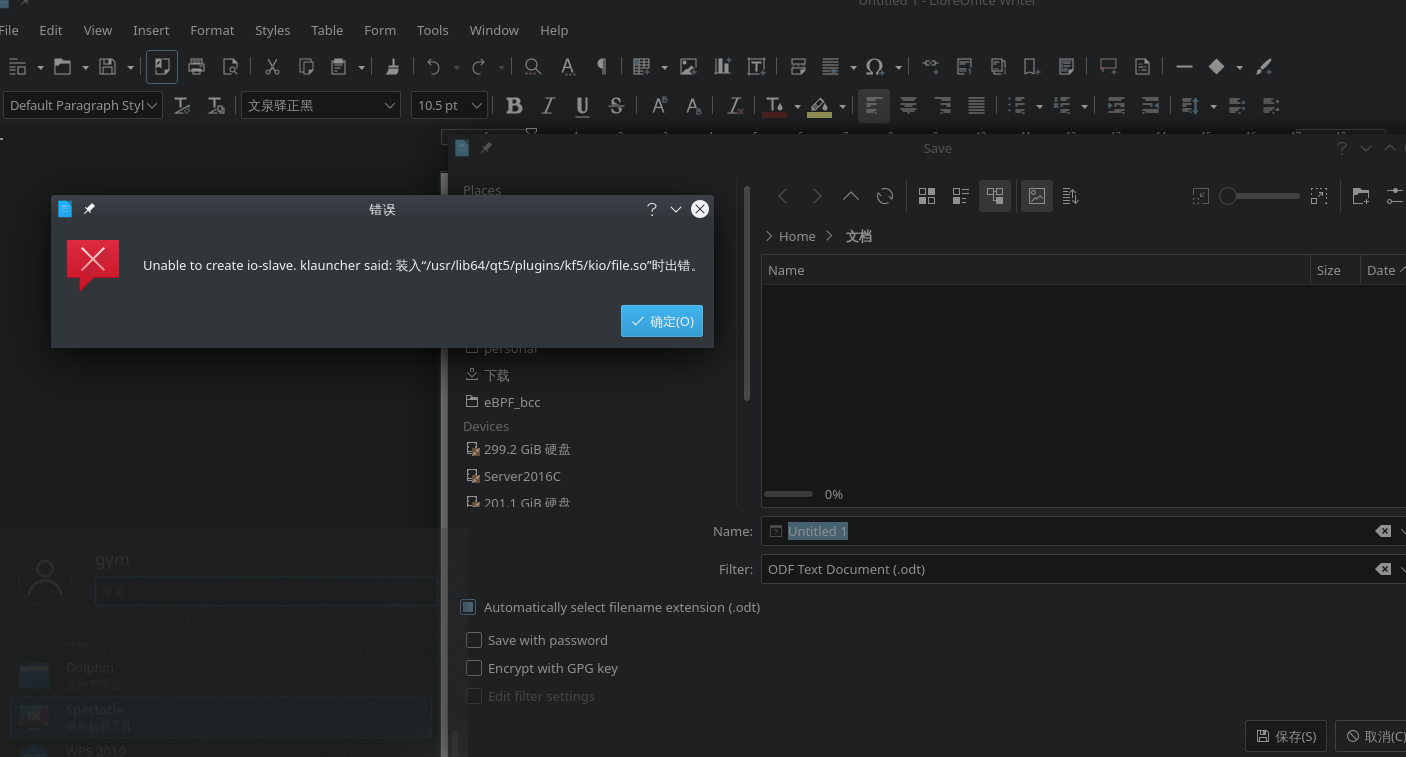 Untitled 1 - LibreOffice Writer
File Edit View Insert Format Styles Table Form Tools Window Help
Default Paragraph Styl 文泉驿正黑 10.5 pt
Save
Places
错误
Unable to create io-slave. klauncher said: 装入“/usr/lib64/qt5/plugins/kf5/kio/file.so”时出错。
确定(O)
Home 文档
Name Size Date
personal
下载
eBPF_bcc
Devices
299.2 GiB 硬盘
Server2016C
201.1 GiB 硬盘
0%
Name: Untitled 1
Filter: ODF Text Document (.odt)
Automatically select filename extension (.odt)
Save with password
Encrypt with GPG key
Edit filter settings
保存(S) 取消(C)
gym
搜索...
Dolphin
文件管理器
Spectacle
屏幕截图工具
WPS 2019